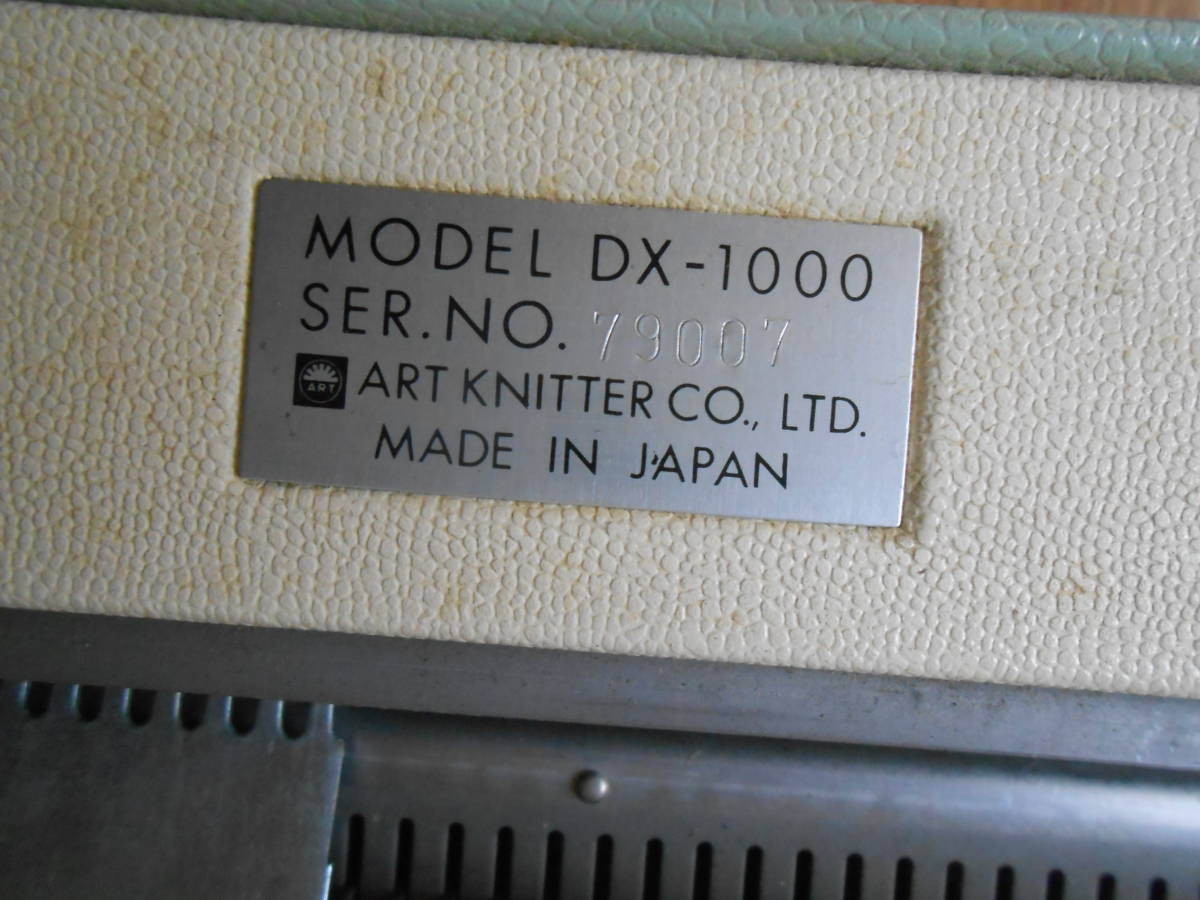 MODEL DX-1000
SER.NO. 79007
ART ART KNITTER CO., LTD.
MADE IN JAPAN